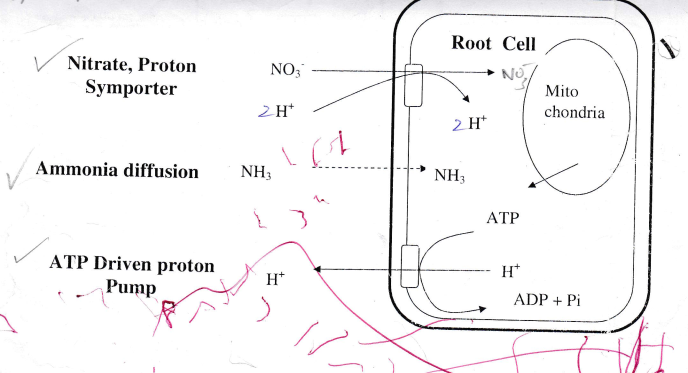 Root Cell
Nitrate, Proton
Symporter
NO₃⁻
NO₃⁻
2H⁺
2H⁺
Mito
chondria
Ammonia diffusion
NH₃
NH₃
ATP
ATP Driven proton
Pump
H⁺
H⁺
ADP + Pi